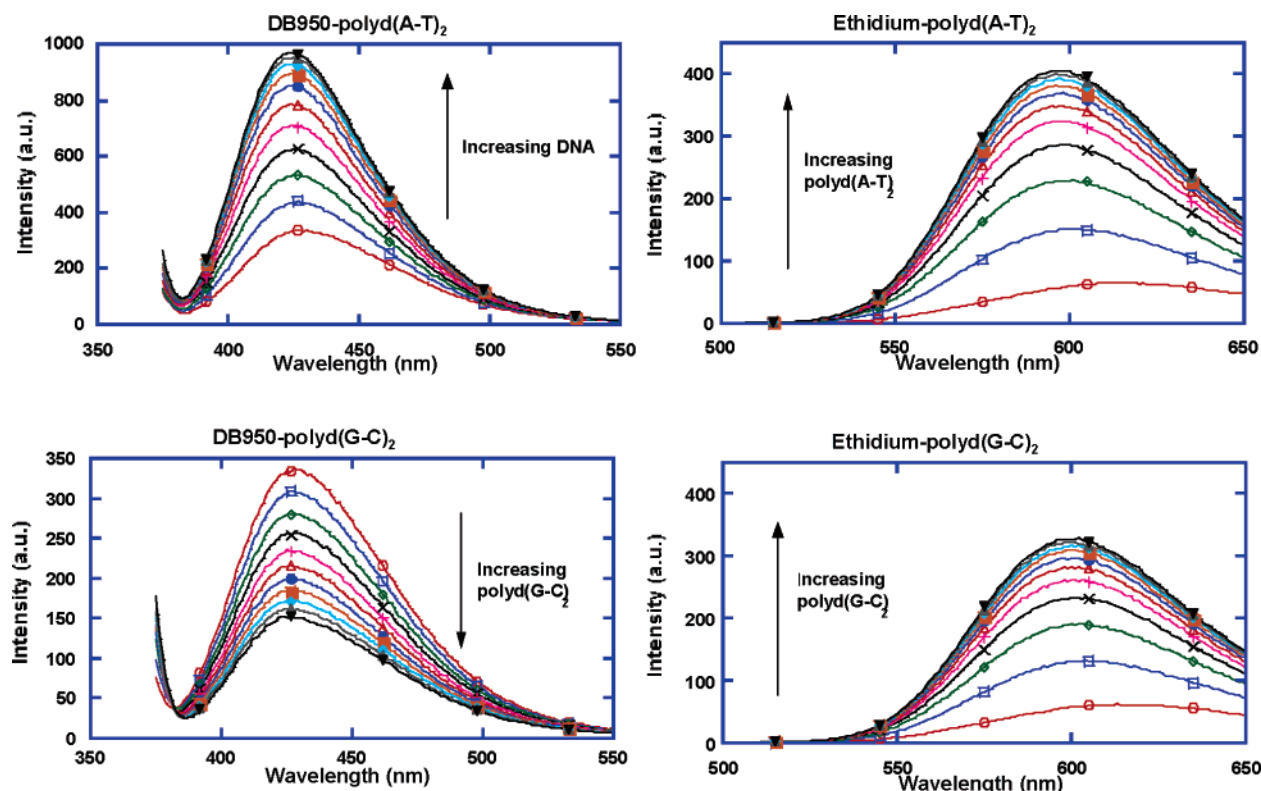 DB950-polyd(A-T)2
Intensity (a.u.)
1000
800
600
400
200
0
Increasing DNA
350 400 450 500 550
Wavelength (nm)
Ethidium-polyd(A-T)2
Intensity (a.u.)
400
300
200
100
0
Increasing
polyd(A-T)2
500 550 600 650
Wavelength (nm)
DB950-polyd(G-C)2
Intensity (a.u.)
350
300
250
200
150
100
50
0
Increasing
polyd(G-C)2
350 400 450 500 550
Wavelength (nm)
Ethidium-polyd(G-C)2
Intensity (a.u.)
400
300
200
100
0
Increasing
polyd(G-C)2
500 550 600 650
Wavelength (nm)